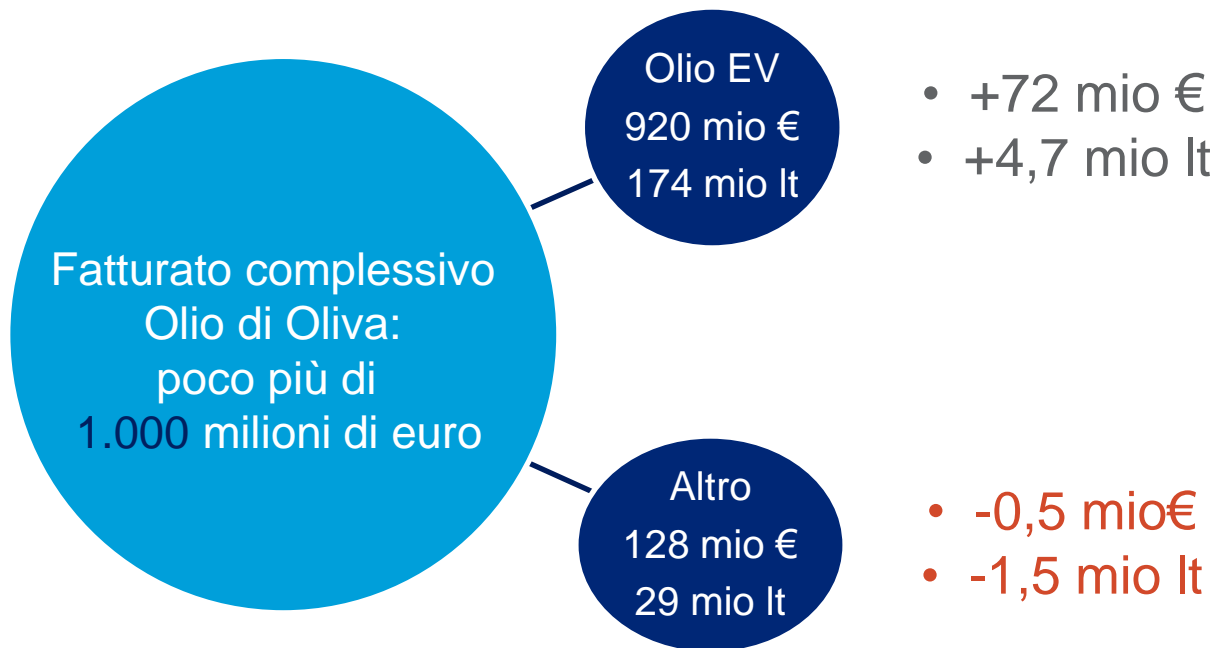 Fatturato complessivo
Olio di Oliva:
poco più di
1.000 milioni di euro
Olio EV
920 mio €
174 mio lt
• +72 mio €
• +4,7 mio lt
Altro
128 mio €
29 mio lt
• -0,5 mio€
• -1,5 mio lt